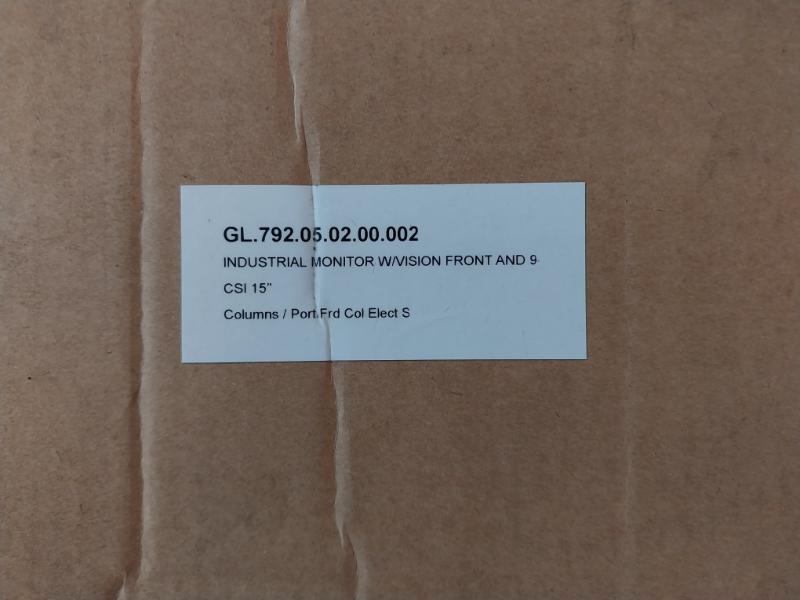 GL.792.05.02.00.002
INDUSTRIAL MONITOR W/VISION FRONT AND 9
CSI 15"
Columns / Port Frd Col Elect S